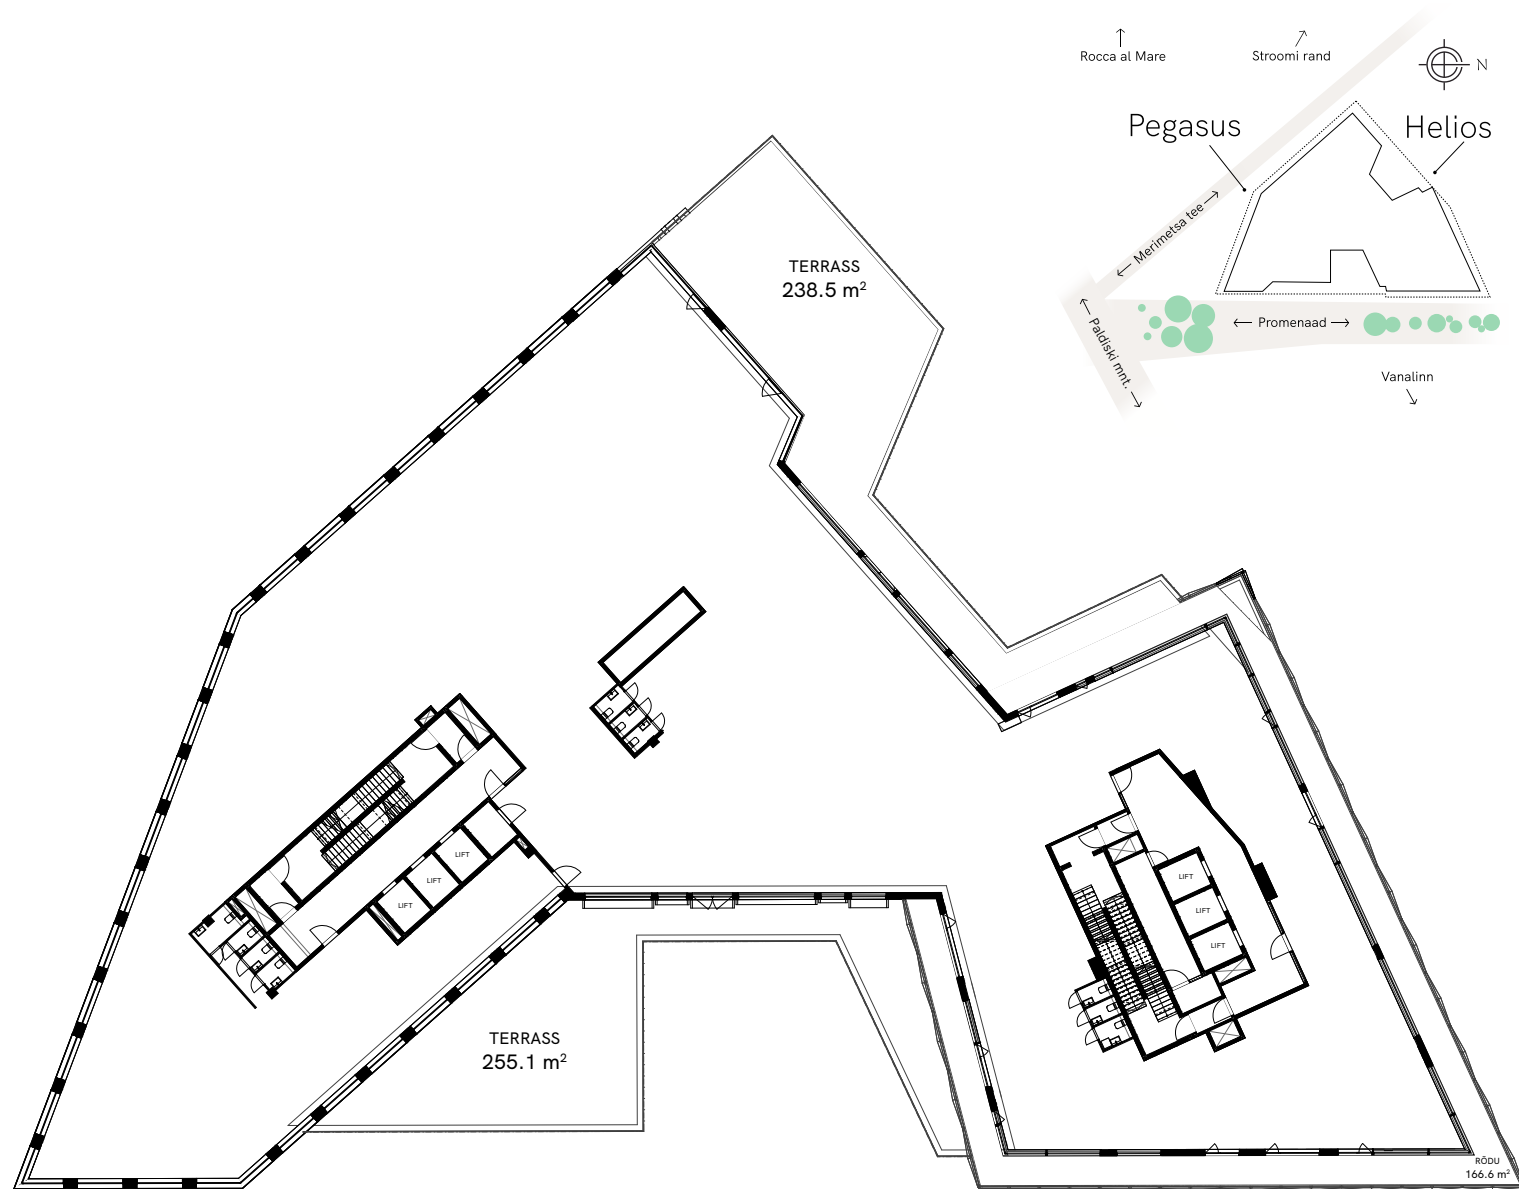 Rocca al Mare
Stroomi rand
N
Pegasus
Helios
Merimetsa tee
Promenaad
Paldiski mnt.
Vanalinn
TERRASS
238.5 m²
LIFT
LIFT
LIFT
LIFT
LIFT
LIFT
TERRASS
255.1 m²
RÕDU
166.6 m²